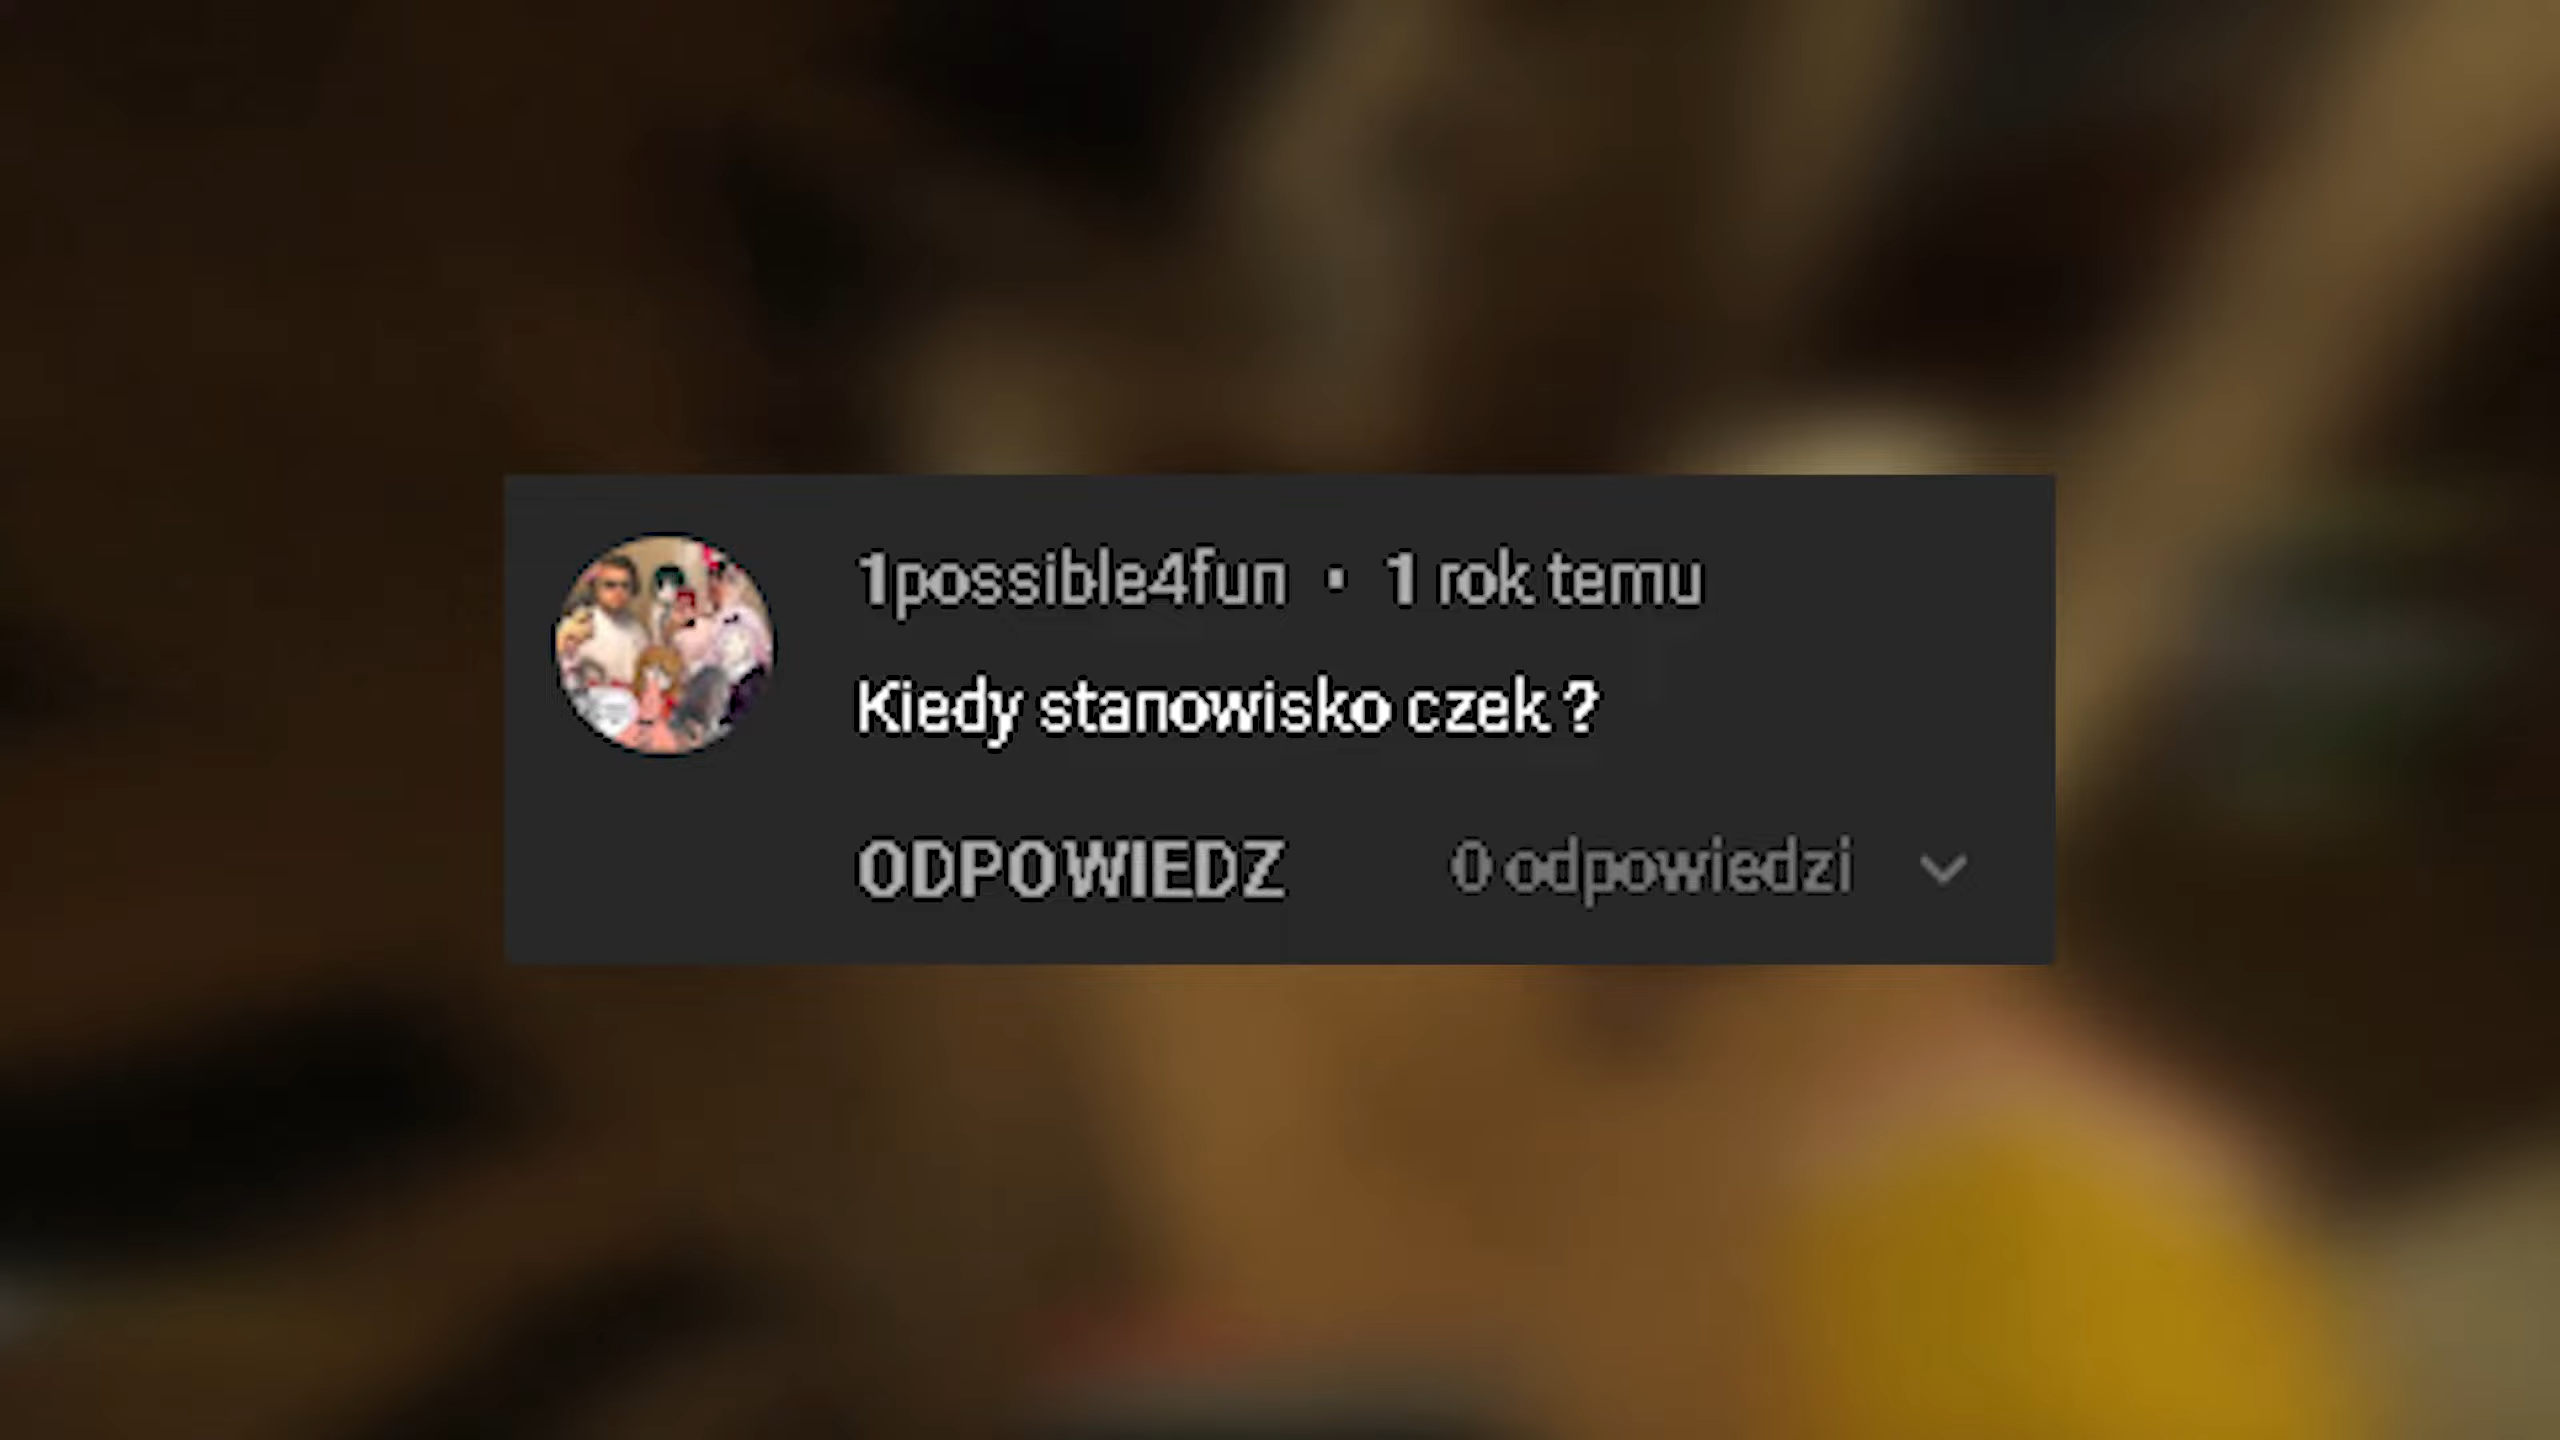 1possible4fun • 1 rok temu
Kiedy stanowisko czek ?
ODPOWIEDZ 0 odpowiedzi